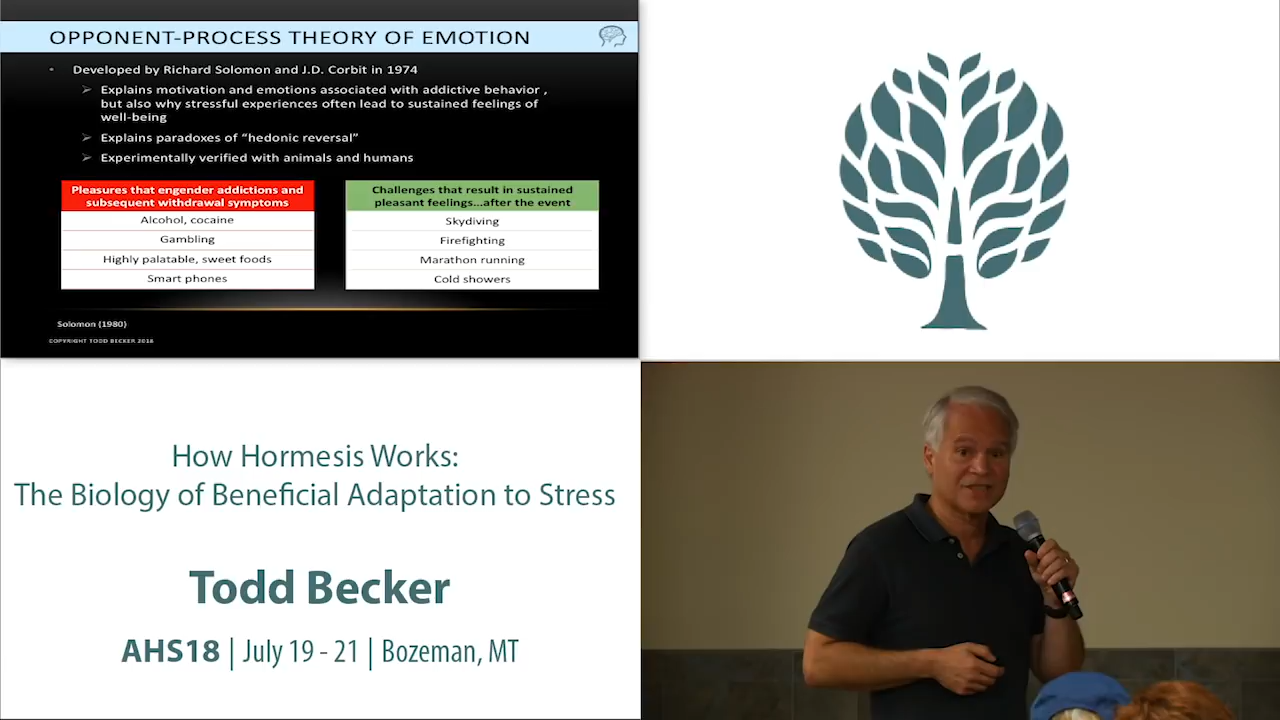 OPPONENT-PROCESS THEORY OF EMOTION
Developed by Richard Solomon and J.D. Corbit in 1974
Explains motivation and emotions associated with addictive behavior ,
but also why stressful experiences often lead to sustained feelings of
well-being
Explains paradoxes of "hedonic reversal"
Experimentally verified with animals and humans
Pleasures that engender addictions and
subsequent withdrawal symptoms
Alcohol, cocaine
Gambling
Highly palatable, sweet foods
Smart phones
Challenges that result in sustained
pleasant feelings...after the event
Skydiving
Firefighting
Marathon running
Cold showers
Solomon (1980)
COPYRIGHT TODD BECKER 2018
How Hormesis Works:
The Biology of Beneficial Adaptation to Stress
Todd Becker
AHS18 | July 19 - 21 | Bozeman, MT